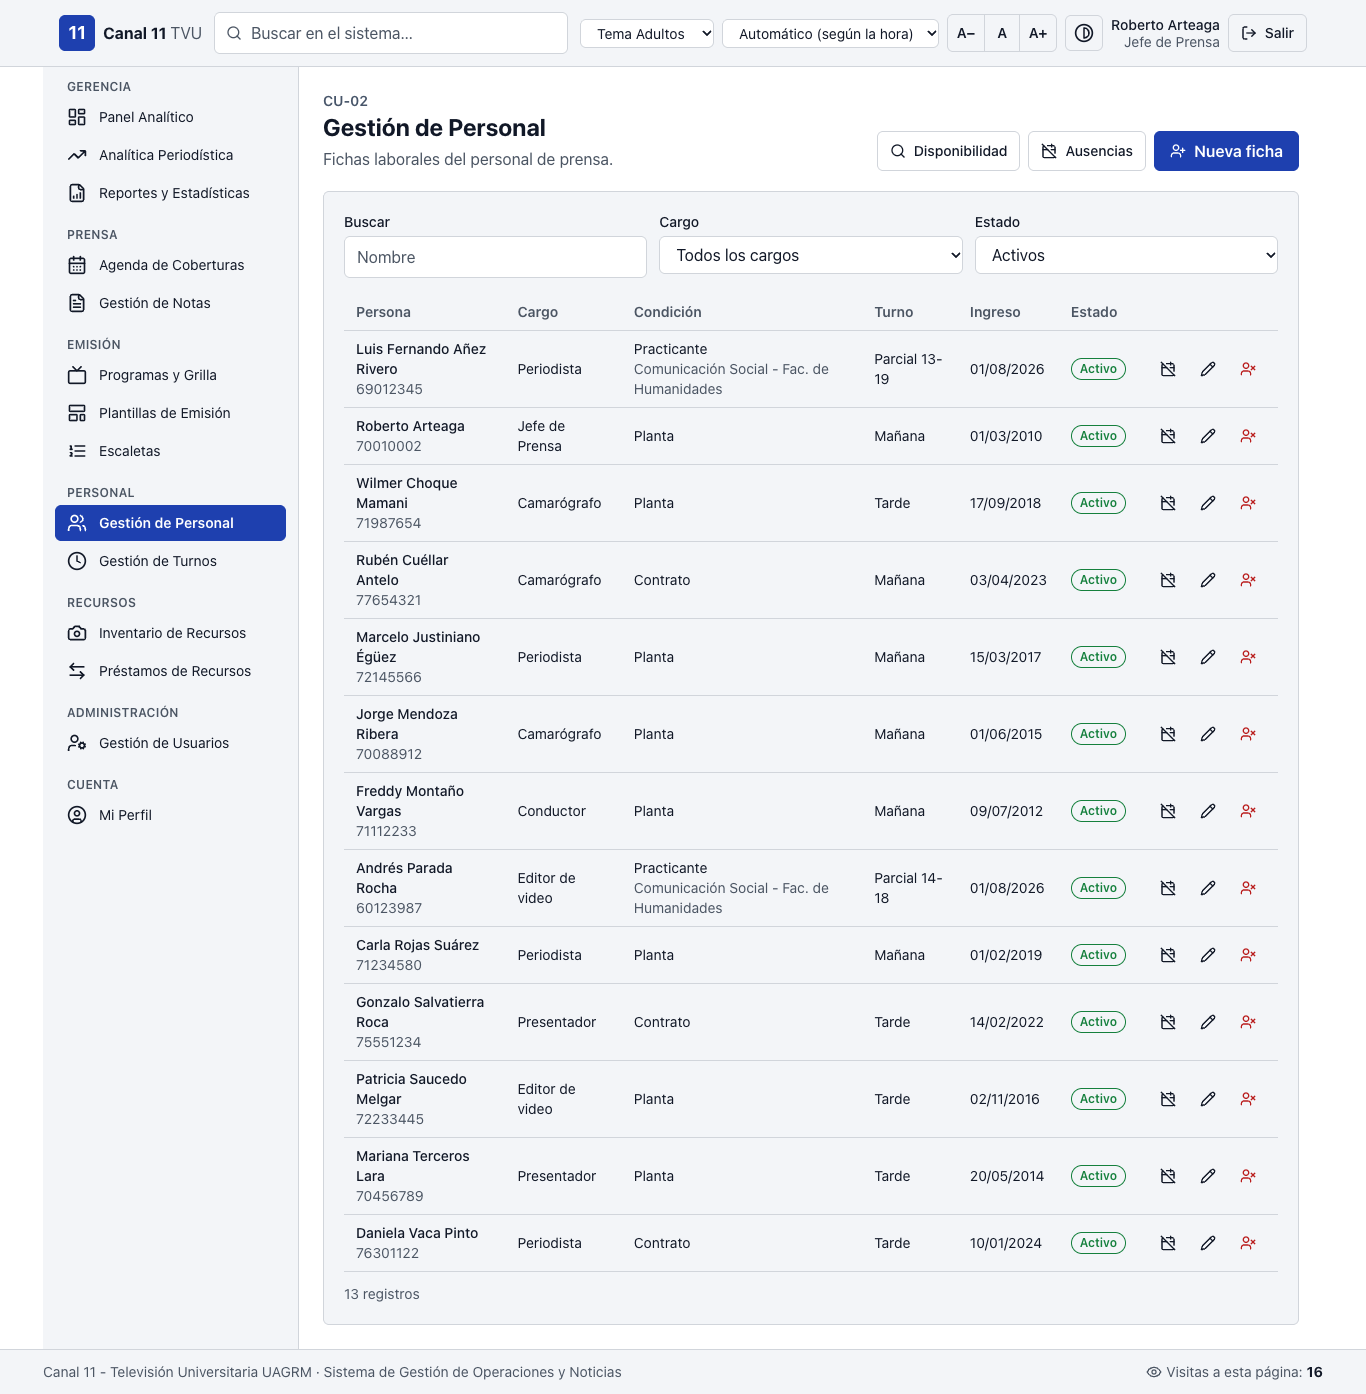 11 Canal 11 TVU
Buscar en el sistema...
Tema Adultos
Automático (según la hora)
A− A A+
Roberto Arteaga
Jefe de Prensa
Salir
GERENCIA
Panel Analítico
Analítica Periodística
Reportes y Estadísticas
PRENSA
Agenda de Coberturas
Gestión de Notas
EMISIÓN
Programas y Grilla
Plantillas de Emisión
Escaletas
PERSONAL
Gestión de Personal
Gestión de Turnos
RECURSOS
Inventario de Recursos
Préstamos de Recursos
ADMINISTRACIÓN
Gestión de Usuarios
CUENTA
Mi Perfil
CU-02
Gestión de Personal
Fichas laborales del personal de prensa.
Disponibilidad
Ausencias
Nueva ficha
Buscar Cargo Estado
Nombre Todos los cargos Activos
Persona Cargo Condición Turno Ingreso Estado
Luis Fernando Añez
Rivero
69012345
Periodista
Practicante
Comunicación Social - Fac. de
Humanidades
Parcial 13-
19
01/08/2026
Activo
Roberto Arteaga
70010002
Jefe de
Prensa
Planta
Mañana
01/03/2010
Activo
Wilmer Choque
Mamani
71987654
Camarógrafo
Planta
Tarde
17/09/2018
Activo
Rubén Cuéllar
Antelo
77654321
Camarógrafo
Contrato
Mañana
03/04/2023
Activo
Marcelo Justiniano
Égüez
72145566
Periodista
Planta
Mañana
15/03/2017
Activo
Jorge Mendoza
Ribera
70088912
Camarógrafo
Planta
Mañana
01/06/2015
Activo
Freddy Montaño
Vargas
71112233
Conductor
Planta
Mañana
09/07/2012
Activo
Andrés Parada
Rocha
60123987
Editor de
video
Practicante
Comunicación Social - Fac. de
Humanidades
Parcial 14-
18
01/08/2026
Activo
Carla Rojas Suárez
71234580
Periodista
Planta
Mañana
01/02/2019
Activo
Gonzalo Salvatierra
Roca
75551234
Presentador
Contrato
Tarde
14/02/2022
Activo
Patricia Saucedo
Melgar
72233445
Editor de
video
Planta
Tarde
02/11/2016
Activo
Mariana Terceros
Lara
70456789
Presentador
Planta
Tarde
20/05/2014
Activo
Daniela Vaca Pinto
76301122
Periodista
Contrato
Tarde
10/01/2024
Activo
13 registros
Canal 11 - Televisión Universitaria UAGRM · Sistema de Gestión de Operaciones y Noticias
Visitas a esta página: 16